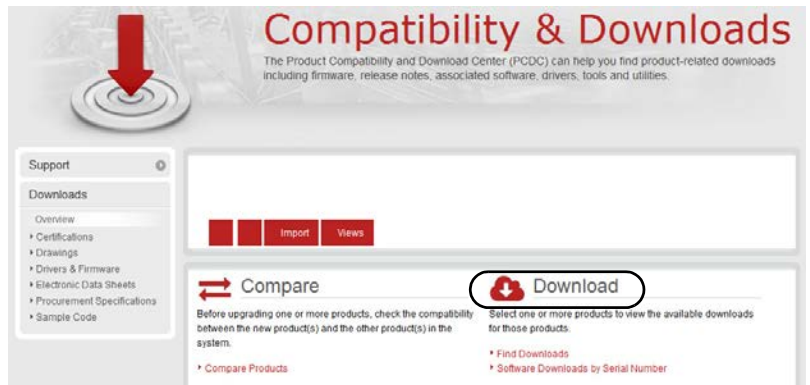 Compatibility & Downloads
The Product Compatibility and Download Center (PCDC) can help you find product-related downloads
including firmware, release notes, associated software, drivers, tools and utilities.
Support
Downloads
Overview
Certifications
Drawings
Drivers & Firmware
Electronic Data Sheets
Procurement Specifications
Sample Code
Import
Views
Compare
Before upgrading one or more products, check the compatibility
between the new product(s) and the other product(s) in the
system.
Compare Products
Download
Select one or more products to view the available downloads
for those products.
Find Downloads
Software Downloads by Serial Number